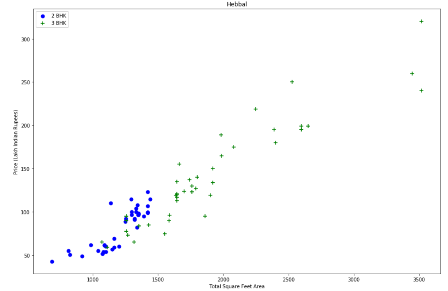 Hebbal
2 BHK
3 BHK
300
250
200
150
100
50
Price (Lakh Indian Rupees)
1000
1500
2000
2500
3000
3500
Total Square Feet Area